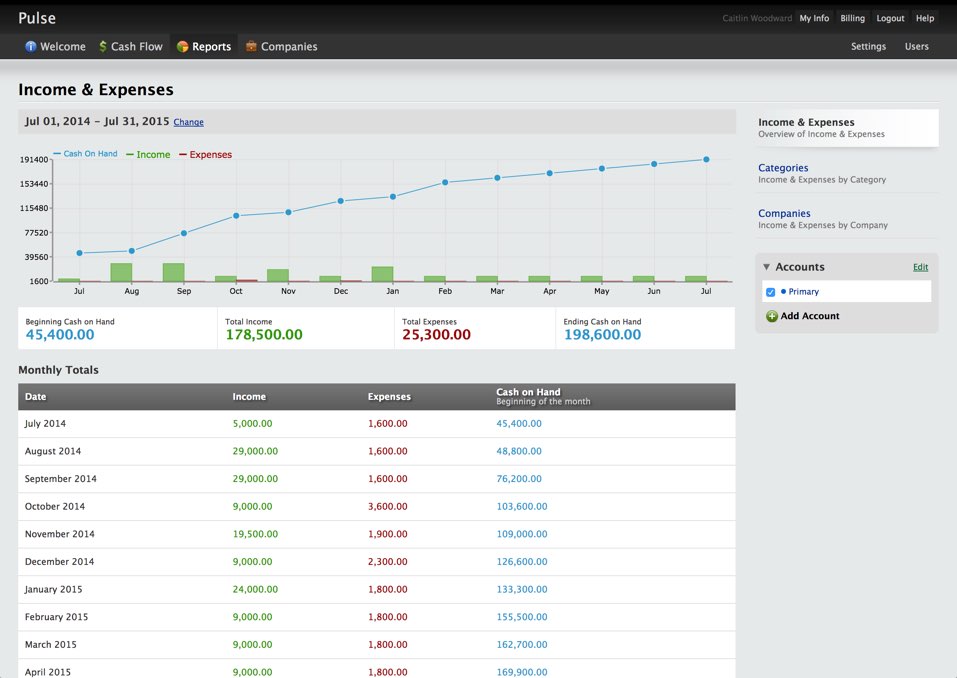 Pulse
Caitlin Woodward My Info Billing Logout Help
Welcome Cash Flow Reports Companies
Settings Users
Income & Expenses
Jul 01, 2014 – Jul 31, 2015 Change
Cash On Hand Income Expenses
191400
153440
115480
77520
39560
1600
Jul Aug Sep Oct Nov Dec Jan Feb Mar Apr May Jun Jul
Beginning Cash on Hand Total Income Total Expenses Ending Cash on Hand
45,400.00 178,500.00 25,300.00 198,600.00
Monthly Totals
Date Income Expenses Cash on Hand
Beginning of the month
July 2014 5,000.00 1,600.00 45,400.00
August 2014 29,000.00 1,600.00 48,800.00
September 2014 29,000.00 1,600.00 76,200.00
October 2014 9,000.00 3,600.00 103,600.00
November 2014 19,500.00 1,900.00 109,000.00
December 2014 9,000.00 2,300.00 126,600.00
January 2015 24,000.00 1,800.00 133,300.00
February 2015 9,000.00 1,800.00 155,500.00
March 2015 9,000.00 1,800.00 162,700.00
April 2015 9,000.00 1,800.00 169,900.00
Income & Expenses
Overview of Income & Expenses
Categories
Income & Expenses by Category
Companies
Income & Expenses by Company
Accounts Edit
Primary
Add Account